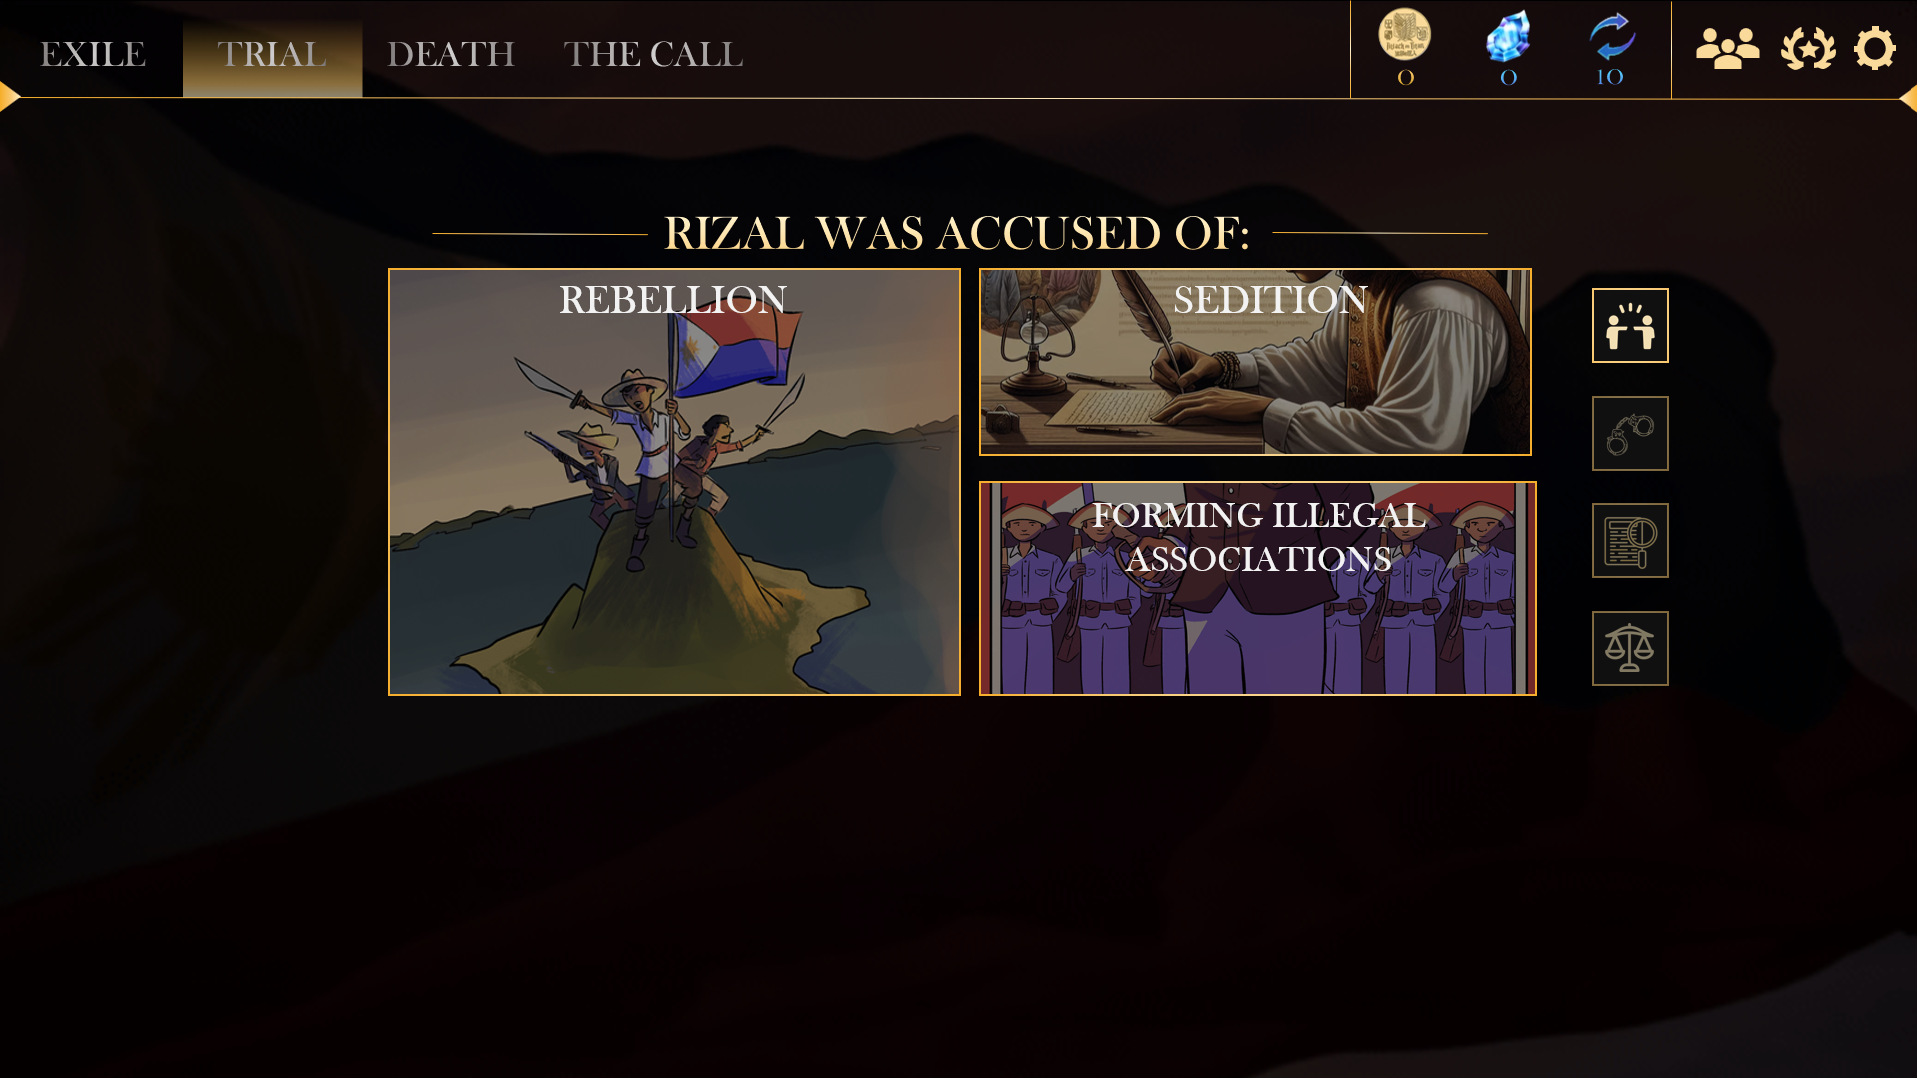 EXILE
TRIAL
DEATH
THE CALL
0
0
10
RIZAL WAS ACCUSED OF:
REBELLION
SEDITION
FORMING ILLEGAL
ASSOCIATIONS